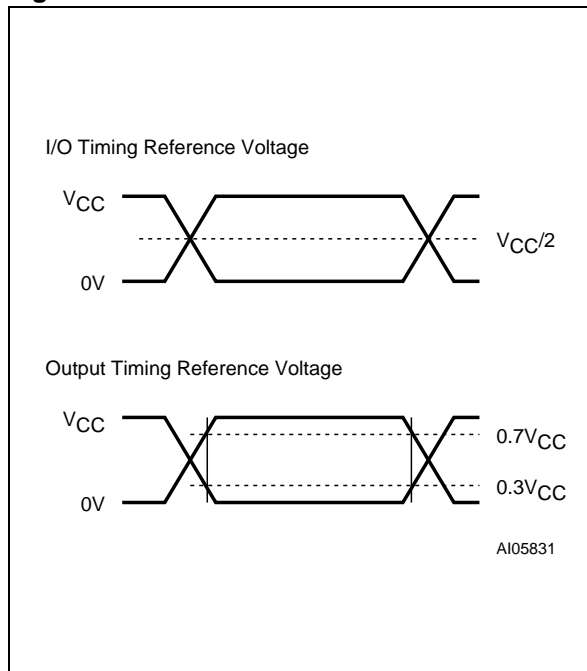 I/O Timing Reference Voltage
VCC
VCC/2
0V
Output Timing Reference Voltage
VCC
0.7VCC
0.3VCC
0V
AI05831